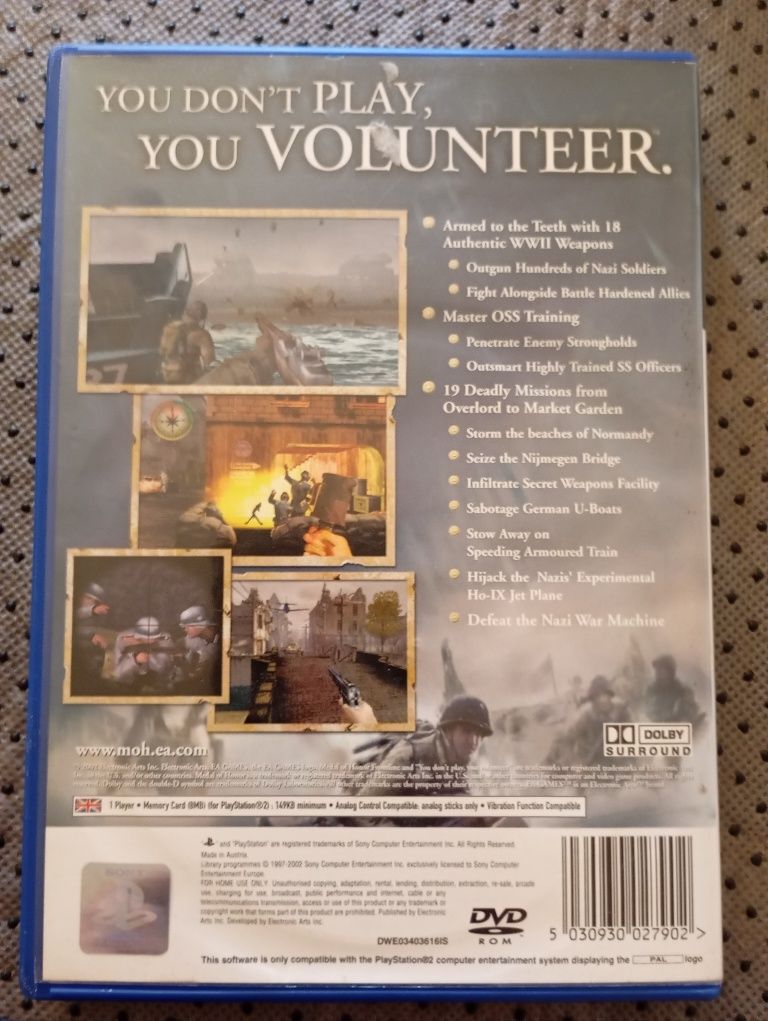 YOU DON'T PLAY,
YOU VOLUNTEER.
Armed to the Teeth with 18
Authentic WWII Weapons
Outgun Hundreds of Nazi Soldiers
Fight Alongside Battle Hardened Allies
Master OSS Training
Penetrate Enemy Strongholds
Outsmart Highly Trained SS Officers
19 Deadly Missions from
Overlord to Market Garden
Storm the beaches of Normandy
Seize the Nijmegen Bridge
Infiltrate Secret Weapons Facility
Sabotage German U-Boats
Stow Away on
Speeding Armoured Train
Hijack the Nazis' Experimental
Ho-IX Jet Plane
Defeat the Nazi War Machine
www.moh.ea.com
DOLBY
SURROUND
1 Player • Memory Card (8MB) (for PlayStation®2) : 149KB minimum • Analog Control Compatible: analog sticks only • Vibration Function Compatible
and "PlayStation" are registered trademarks of Sony Computer Entertainment Inc. All Rights Reserved.
Made in Austria.
Library programmes © 1997-2002 Sony Computer Entertainment Inc. exclusively licensed to Sony Computer
Entertainment Europe.
FOR HOME USE ONLY. Unauthorised copying, adaptation, rental, lending, distribution, extraction, re-sale, arcade
use, charging for use, broadcast, public performance and internet, cable or any
telecommunications transmission, access or use of this product or any trademark or
copyright work that forms part of this product are prohibited. Published by Electronic
Arts Inc. Developed by Electronic Arts Inc.
SONY
DWE03403616IS
DVD
ROM
5 030930 027902 >
This software is only compatible with the PlayStation®2 computer entertainment system displaying the PAL logo